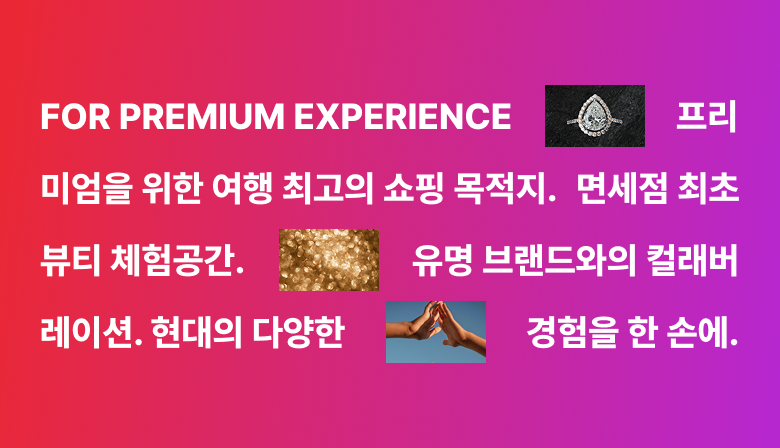 FOR PREMIUM EXPERIENCE 프리
미엄을 위한 여행 최고의 쇼핑 목적지. 면세점 최초
뷰티 체험공간. 유명 브랜드와의 컬래버
레이션. 현대의 다양한 경험을 한 손에.